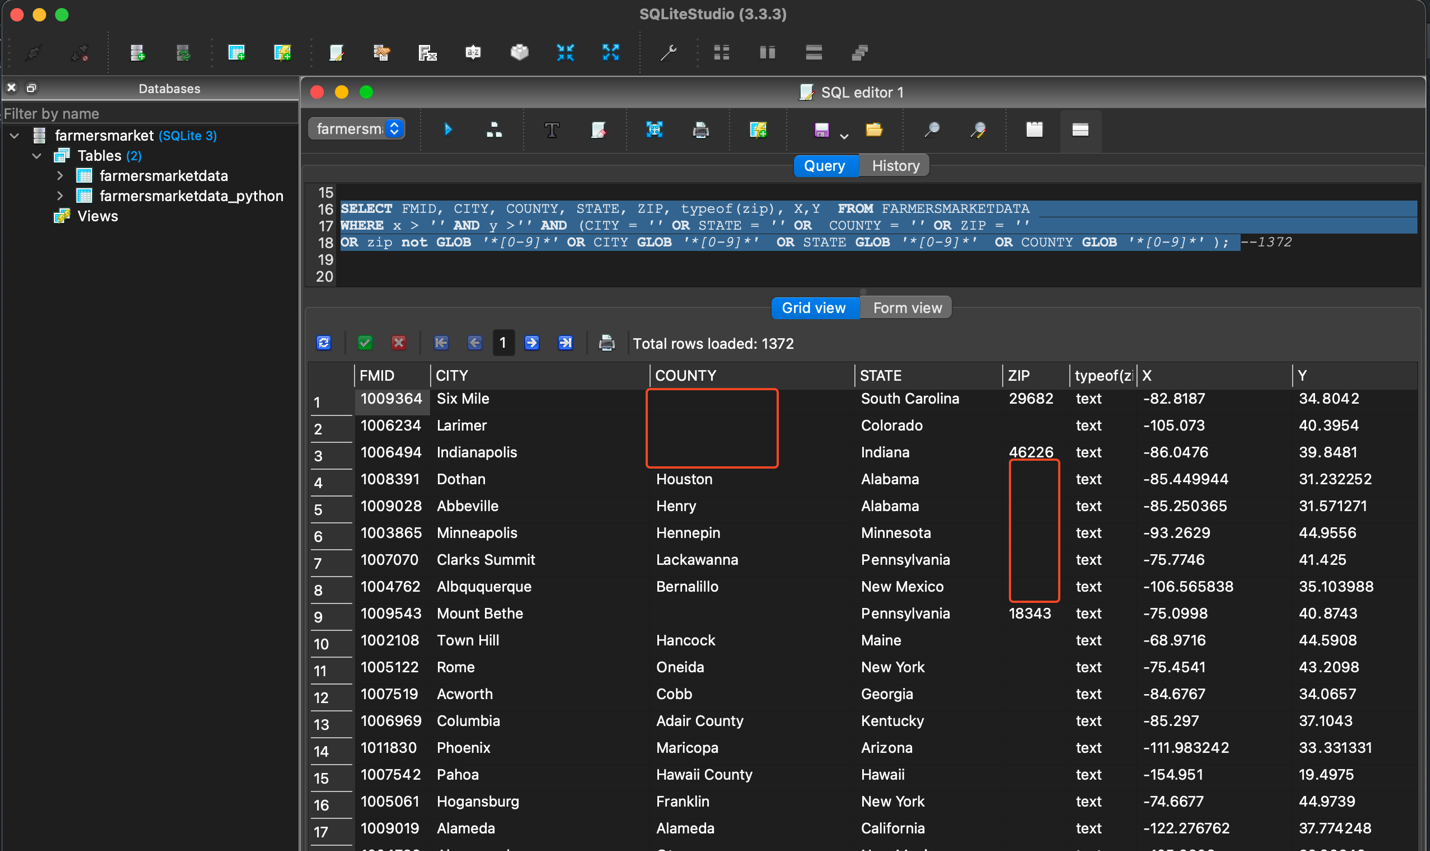 SQLiteStudio (3.3.3)
Databases
Filter by name
farmersmarket (SQLite 3)
Tables (2)
farmersmarketdata
farmersmarketdata_python
Views
SQL editor 1
farmersm
Query History
15
16 SELECT FMID, CITY, COUNTY, STATE, ZIP, typeof(zip), X,Y FROM FARMERSMARKETDATA
17 WHERE x > '' AND y >'' AND (CITY = '' OR STATE = '' OR COUNTY = '' OR ZIP = ''
18 OR zip not GLOB '*[0-9]*' OR CITY GLOB '*[0-9]*' OR STATE GLOB '*[0-9]*' OR COUNTY GLOB '*[0-9]*' ); --1372
19
20
Grid view Form view
1 Total rows loaded: 1372
FMID CITY COUNTY STATE ZIP typeof(zi X Y
1 1009364 Six Mile South Carolina 29682 text -82.8187 34.8042
2 1006234 Larimer Colorado text -105.073 40.3954
3 1006494 Indianapolis Indiana 46226 text -86.0476 39.8481
4 1008391 Dothan Houston Alabama text -85.449944 31.232252
5 1009028 Abbeville Henry Alabama text -85.250365 31.571271
6 1003865 Minneapolis Hennepin Minnesota text -93.2629 44.9556
7 1007070 Clarks Summit Lackawanna Pennsylvania text -75.7746 41.425
8 1004762 Albququerque Bernalillo New Mexico text -106.565838 35.103988
9 1009543 Mount Bethe Pennsylvania 18343 text -75.0998 40.8743
10 1002108 Town Hill Hancock Maine text -68.9716 44.5908
11 1005122 Rome Oneida New York text -75.4541 43.2098
12 1007519 Acworth Cobb Georgia text -84.6767 34.0657
13 1006969 Columbia Adair County Kentucky text -85.297 37.1043
14 1011830 Phoenix Maricopa Arizona text -111.983242 33.331331
15 1007542 Pahoa Hawaii County Hawaii text -154.951 19.4975
16 1005061 Hogansburg Franklin New York text -74.6677 44.9739
17 1009019 Alameda Alameda California text -122.276762 37.774248